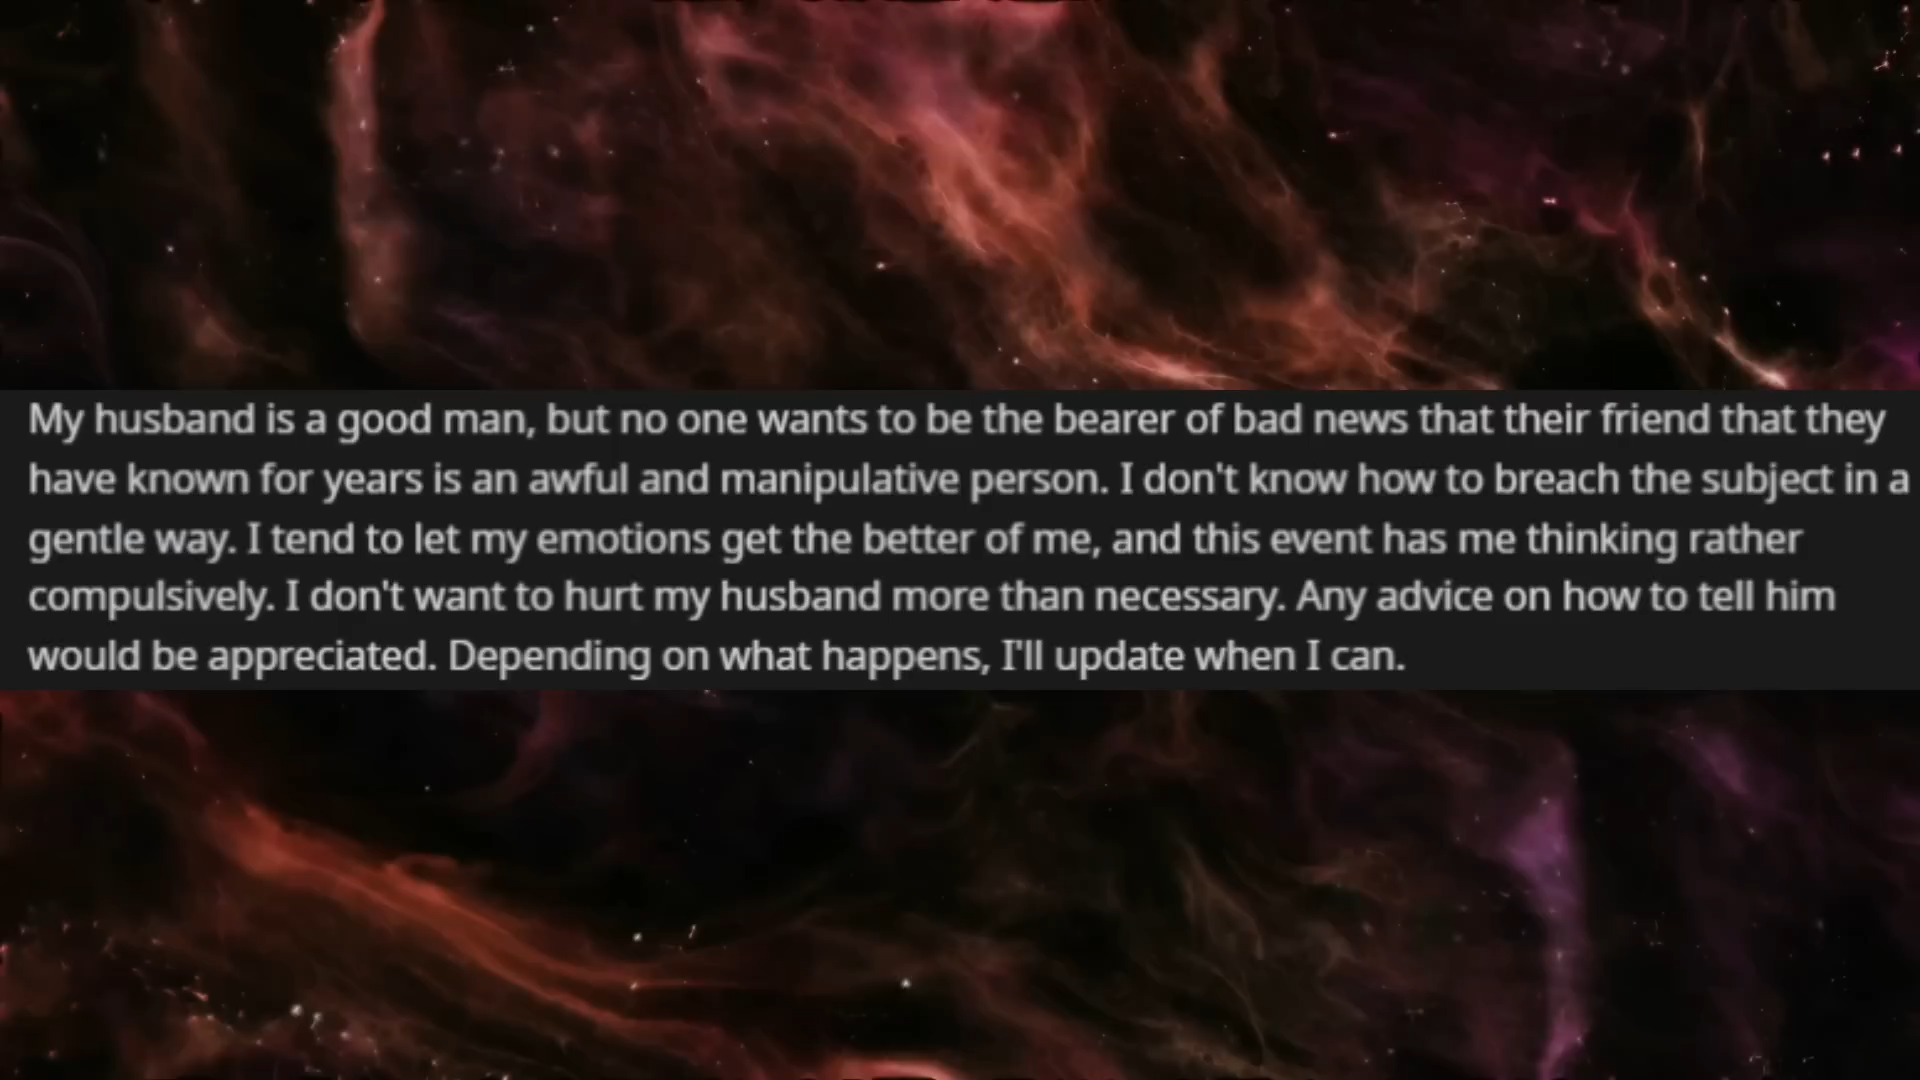 My husband is a good man, but no one wants to be the bearer of bad news that their friend that they
have known for years is an awful and manipulative person. I don't know how to breach the subject in a
gentle way. I tend to let my emotions get the better of me, and this event has me thinking rather
compulsively. I don't want to hurt my husband more than necessary. Any advice on how to tell him
would be appreciated. Depending on what happens, I'll update when I can.